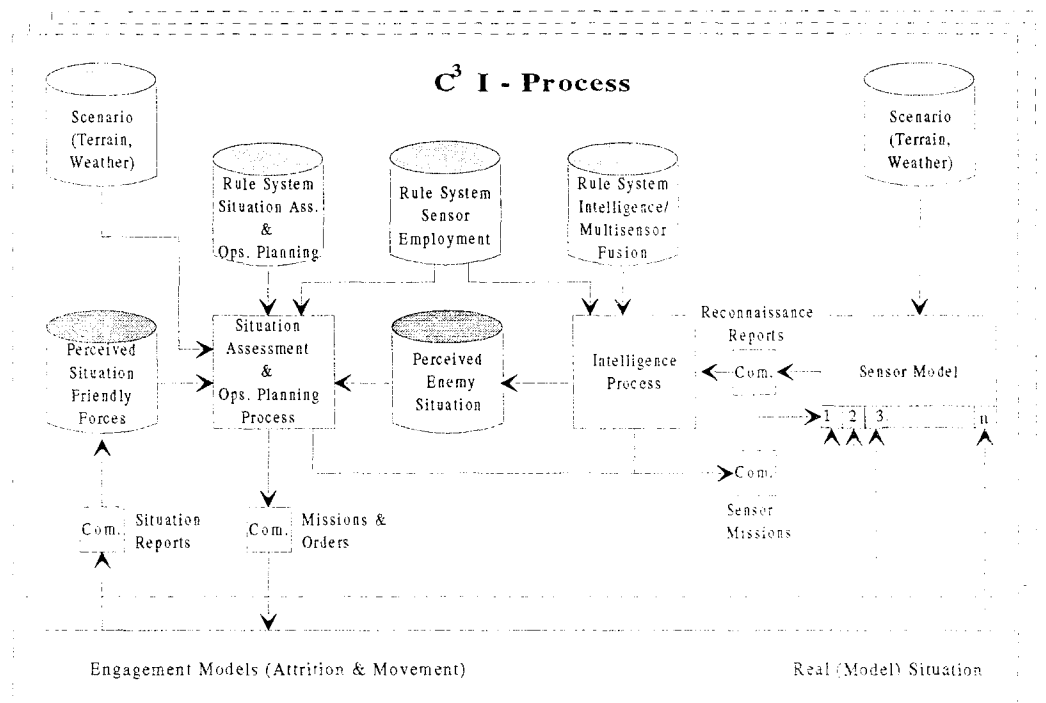 C³ I - Process
Scenario
(Terrain,
Weather)
Rule System
Situation Ass.
&
Ops. Planning
Rule System
Sensor
Employment
Rule System
Intelligence/
Multisensor
Fusion
Scenario
(Terrain,
Weather)
Perceived
Situation
Friendly
Forces
Situation
Assessment
&
Ops. Planning
Process
Perceived
Enemy
Situation
Intelligence
Process
Reconnaissance
Reports
Com.
Sensor Model
1 2 3 n
Com.
Sensor
Missions
Com.
Situation
Reports
Com.
Missions &
Orders
Engagement Models (Attrition & Movement)
Real (Model) Situation